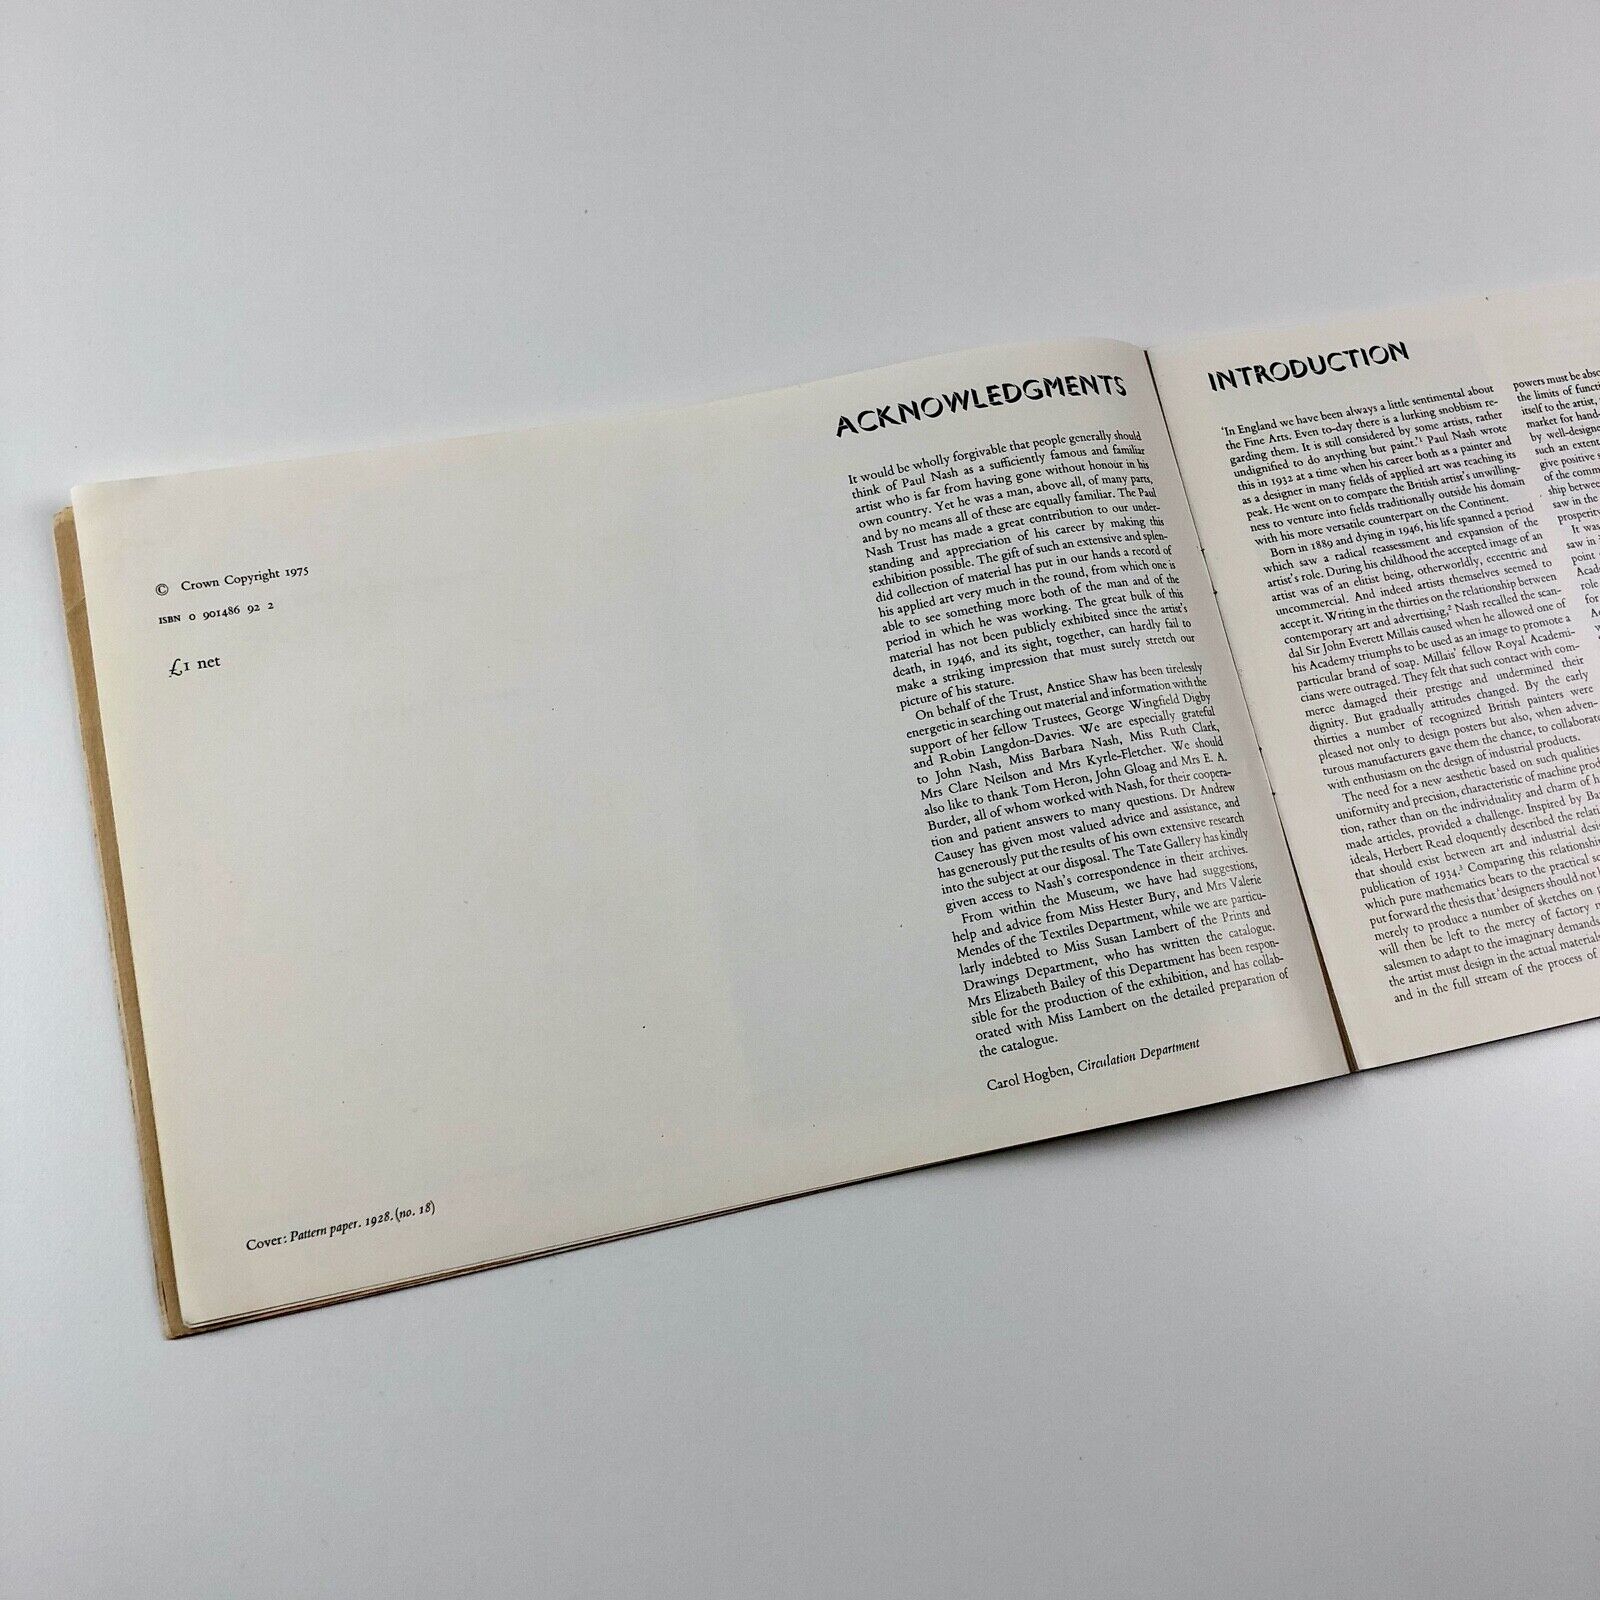 © Crown Copyright 1975
ISBN 0 901486 92 2
£1 net
Cover: Pattern paper. 1928. (no. 18)
ACKNOWLEDGMENTS
It would be wholly forgivable that people generally should
think of Paul Nash as a sufficiently famous and familiar
artist who is far from having gone without honour in his
own country. Yet he was a man, above all, of many parts,
and by no means all of these are equally familiar. The Paul
Nash Trust has made a great contribution to our under-
standing and appreciation of his career by making this
exhibition possible. The gift of such an extensive and splen-
did collection of material has put in our hands a record of
his applied art very much in the round, from which one is
able to see something more both of the man and of the
period in which he was working. The great bulk of this
material has not been publicly exhibited since the artist's
death, in 1946, and its sight, together, can hardly fail to
make a striking impression that must surely stretch our
picture of his stature.
On behalf of the Trust, Anstice Shaw has been tirelessly
energetic in searching out material and information with the
support of her fellow Trustees, George Wingfield Digby
and Robin Langdon-Davies. We are especially grateful
to John Nash, Miss Barbara Nash, Miss Ruth Clark,
Mrs Clare Neilson and Mrs Kyrle-Fletcher. We should
also like to thank Tom Heron, John Gloag and Mrs E. A.
Burder, all of whom worked with Nash, for their coopera-
tion and patient answers to many questions. Dr Andrew
Causey has given most valued advice and assistance, and
has generously put the results of his own extensive research
into the subject at our disposal. The Tate Gallery has kindly
given access to Nash's correspondence in their archives.
From within the Museum, we have had suggestions,
help and advice from Miss Hester Bury, and Mrs Valerie
Mendes of the Textiles Department, while we are particu-
larly indebted to Miss Susan Lambert of the Prints and
Drawings Department, who has written the catalogue.
Mrs Elizabeth Bailey of this Department has been respon-
sible for the production of the exhibition, and has collab-
orated with Miss Lambert on the detailed preparation of
the catalogue.
Carol Hogben, Circulation Department
INTRODUCTION
'In England we have been always a little sentimental about
the Fine Arts. Even to-day there is a lurking snobbism re-
garding them. It is still considered by some artists, rather
undignified to do anything but paint.'1 Paul Nash wrote
this in 1932 at a time when his career both as a painter and
as a designer in many fields of applied art was reaching its
peak. He went on to compare the British artist's unwilling-
ness to venture into fields traditionally outside his domain
with his more versatile counterpart on the Continent.
Born in 1889 and dying in 1946, his life spanned a period
which saw a radical reassessment and expansion of the
artist's role. During his childhood the accepted image of an
artist was of an elitist being, otherworldly, eccentric and
uncommercial. And indeed artists themselves seemed to
accept it. Writing in the thirties on the relationship between
contemporary art and advertising,2 Nash recalled the scan-
dal Sir John Everett Millais caused when he allowed one of
his Academy triumphs to be used as an image to promote a
particular brand of soap. Millais' fellow Royal Academi-
cians were outraged. They felt that such contact with com-
merce damaged their prestige and undermined their
dignity. But gradually attitudes changed. By the early
thirties a number of recognized British painters were
pleased not only to design posters but also, when adven-
turous manufacturers gave them the chance, to collaborate
with enthusiasm on the design of industrial products.
The need for a new aesthetic based on such qualities
uniformity and precision, characteristic of machine prod
tion, rather than on the individuality and charm of h
made articles, provided a challenge. Inspired by Bau
ideals, Herbert Read eloquently described the relati
that should exist between art and industrial desi
publication of 1934.3 Comparing this relationship
which pure mathematics bears to the practical sc
put forward the thesis that 'designers should not b
merely to produce a number of sketches on p
will then be left to the mercy of factory m
salesmen to adapt to the imaginary demands
the artist must design in the actual materials
and in the full stream of the process of
powers must be abso
the limits of functi
itself to the artist,
market for hand-
by well-designe
such an extent
give positive s
of the comm
ship betwee
saw in the
prosperity
It was
saw in
point
Acad
role
for